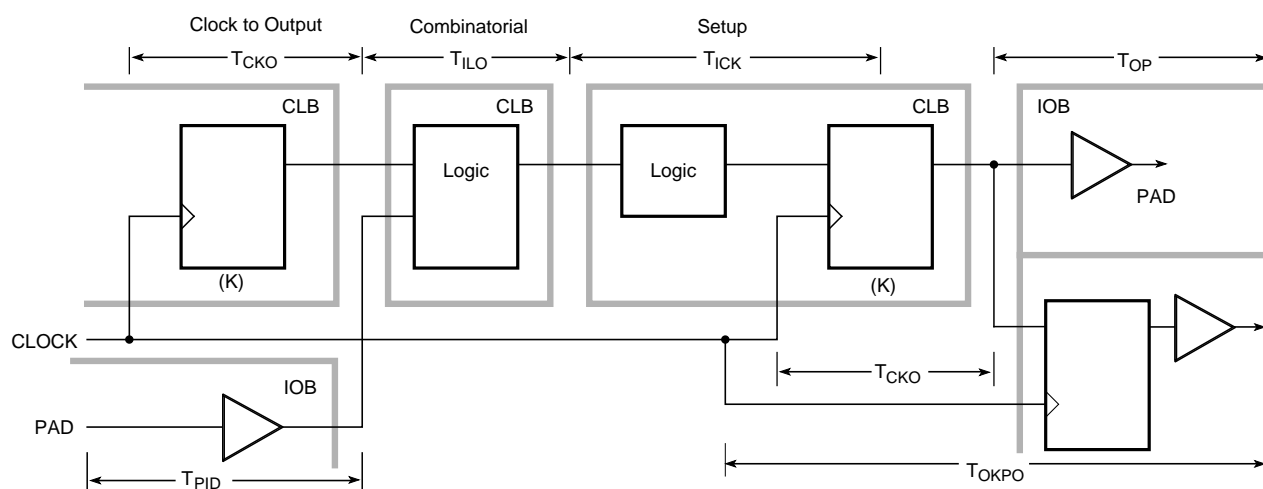 Clock to Output
Combinatorial
Setup
TCKO
TILO
TICK
TOP
CLB
CLB
IOB
Logic
Logic
PAD
(K)
(K)
CLOCK
TCKO
IOB
PAD
TPID
TOKPO